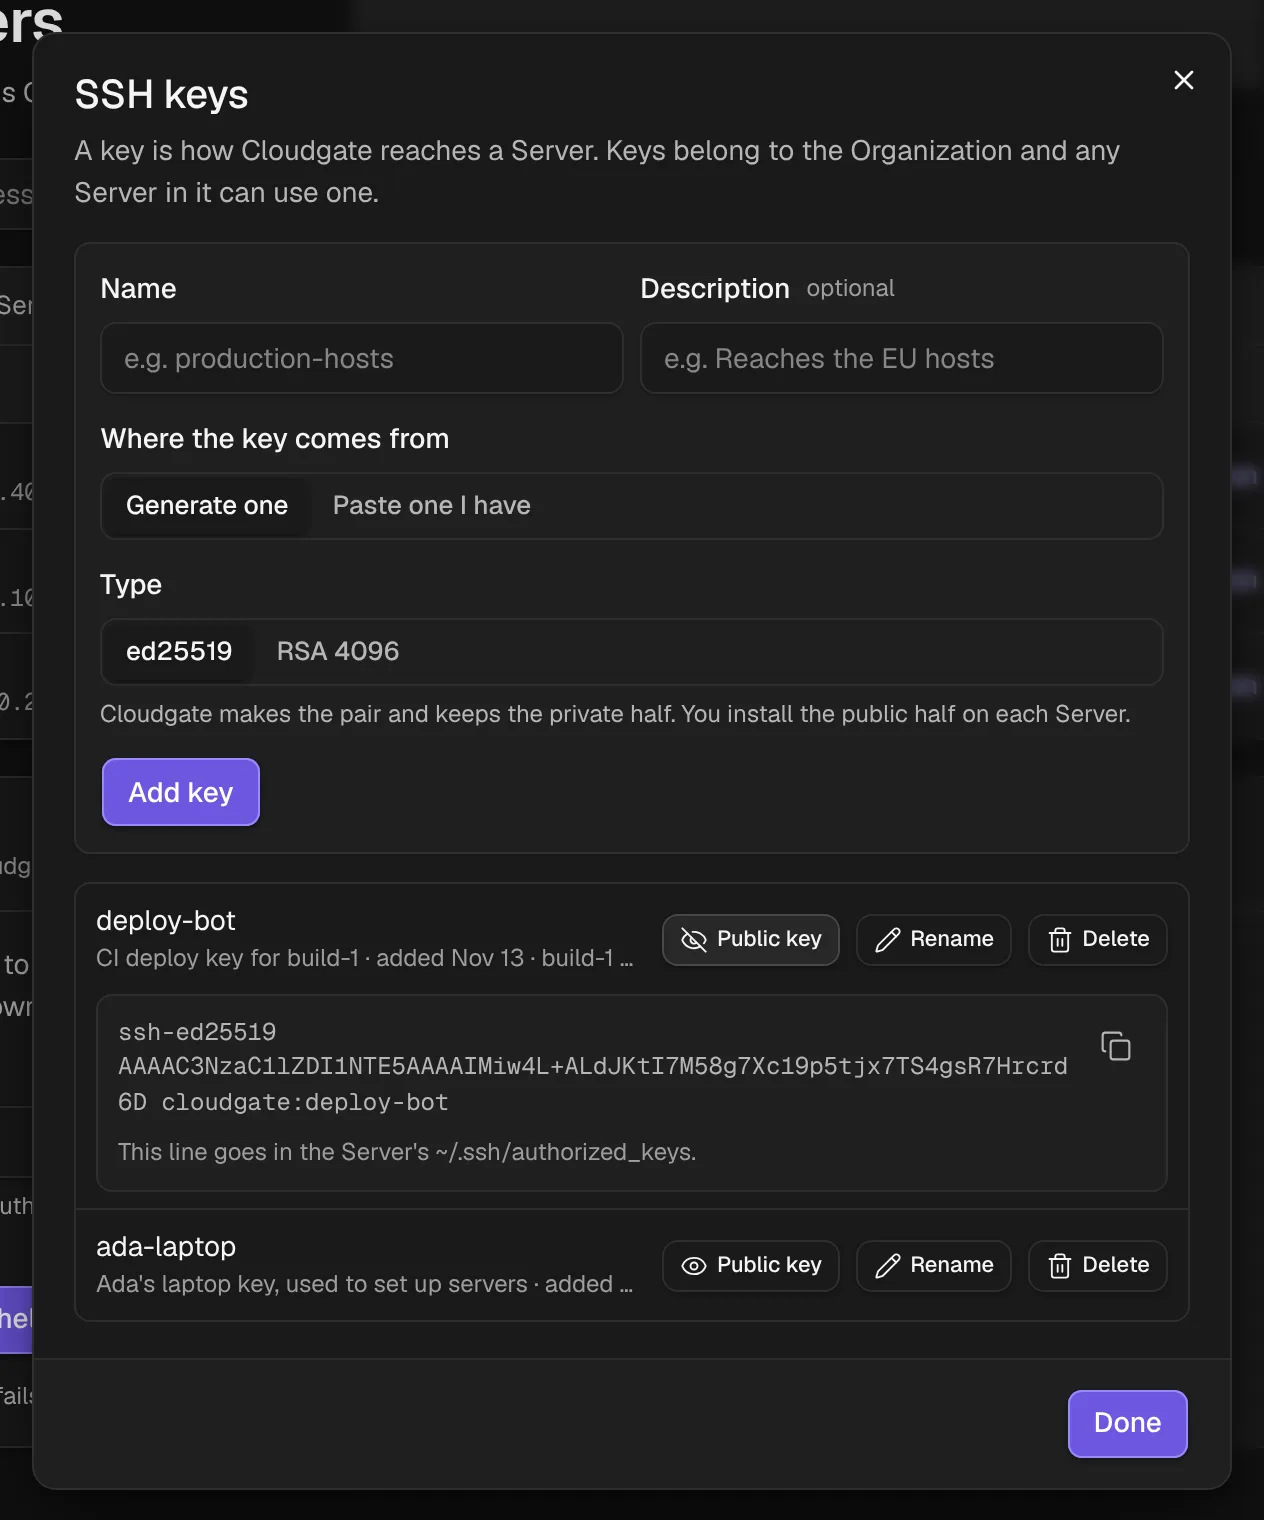 ers
SSH keys
A key is how Cloudgate reaches a Server. Keys belong to the Organization and any
Server in it can use one.
Name
Description optional
e.g. production-hosts
e.g. Reaches the EU hosts
Where the key comes from
Generate one
Paste one I have
Type
ed25519
RSA 4096
Cloudgate makes the pair and keeps the private half. You install the public half on each Server.
Add key
deploy-bot
CI deploy key for build-1 · added Nov 13 · build-1 ...
Public key
Rename
Delete
ssh-ed25519
AAAAC3NzaC1lZDI1NTE5AAAAIMiw4L+ALdJKtI7M58g7Xc19p5tjx7TS4gsR7Hrcrd
6D cloudgate:deploy-bot
This line goes in the Server's ~/.ssh/authorized_keys.
ada-laptop
Ada's laptop key, used to set up servers · added ...
Public key
Rename
Delete
Done